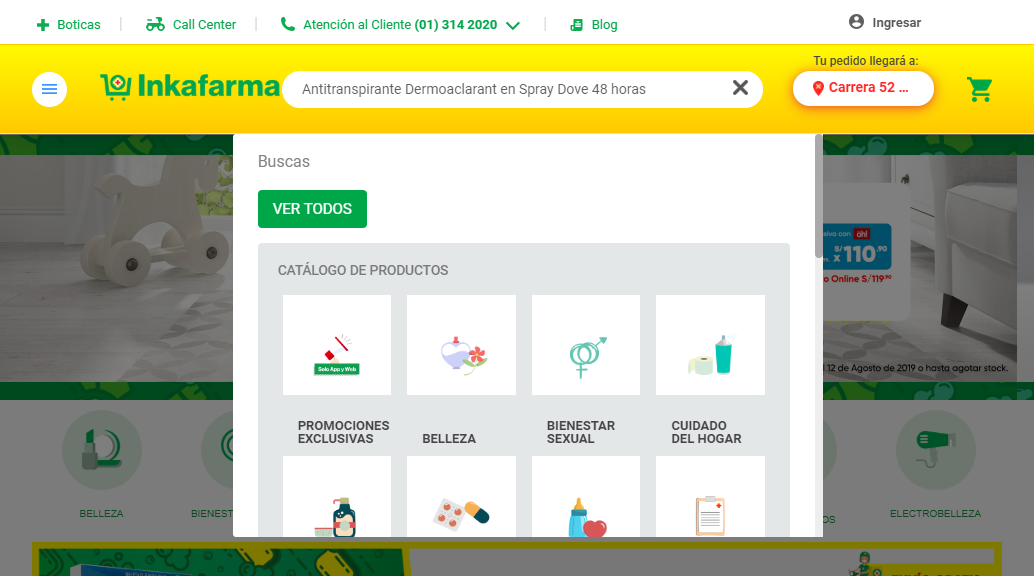 Boticas
Call Center
Atención al Cliente (01) 314 2020
Blog
Ingresar
Inkafarma
Antitranspirante Dermoaclarant en Spray Dove 48 horas
Tu pedido llegará a:
Carrera 52 ...
Buscas
VER TODOS
CATÁLOGO DE PRODUCTOS
Solo App y Web
PROMOCIONES
EXCLUSIVAS
BELLEZA
BIENESTAR
SEXUAL
CUIDADO
DEL HOGAR
oh!
S/ 110.90
x
Online S/119.90
12 de Agosto de 2019 o hasta agotar stock.
BELLEZA
BIENEST
OS
ELECTROBELLEZA